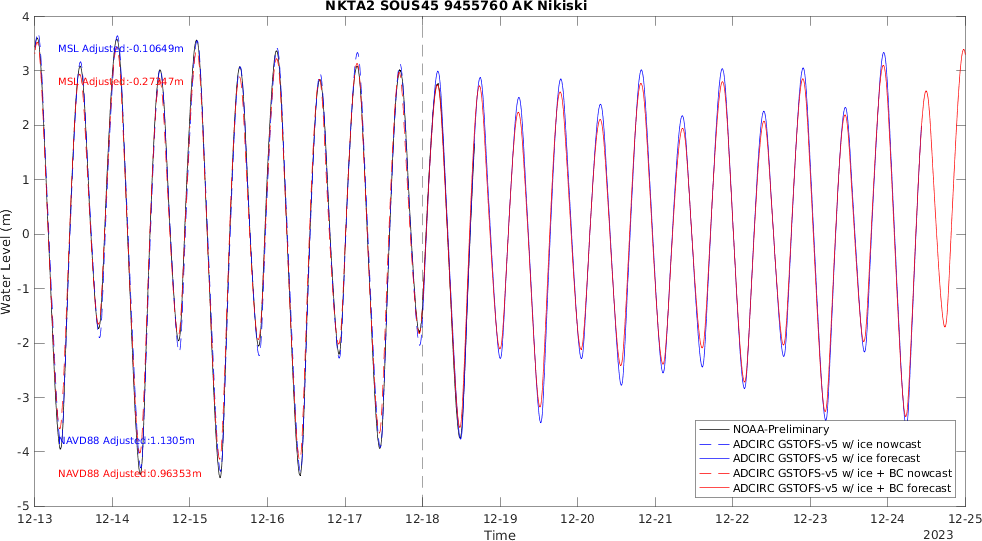 NKTA2 SOUS45 9455760 AK Nikiski
4
3
2
1
0
-1
-2
-3
-4
-5
Water Level (m)
MSL Adjusted:-0.10649m
MSL Adjusted:-0.27347m
NAVD88 Adjusted:1.1305m
NAVD88 Adjusted:0.96353m
NOAA-Preliminary
ADCIRC GSTOFS-v5 w/ ice nowcast
ADCIRC GSTOFS-v5 w/ ice forecast
ADCIRC GSTOFS-v5 w/ ice + BC nowcast
ADCIRC GSTOFS-v5 w/ ice + BC forecast
12-13 12-14 12-15 12-16 12-17 12-18 12-19 12-20 12-21 12-22 12-23 12-24 12-25
Time
2023